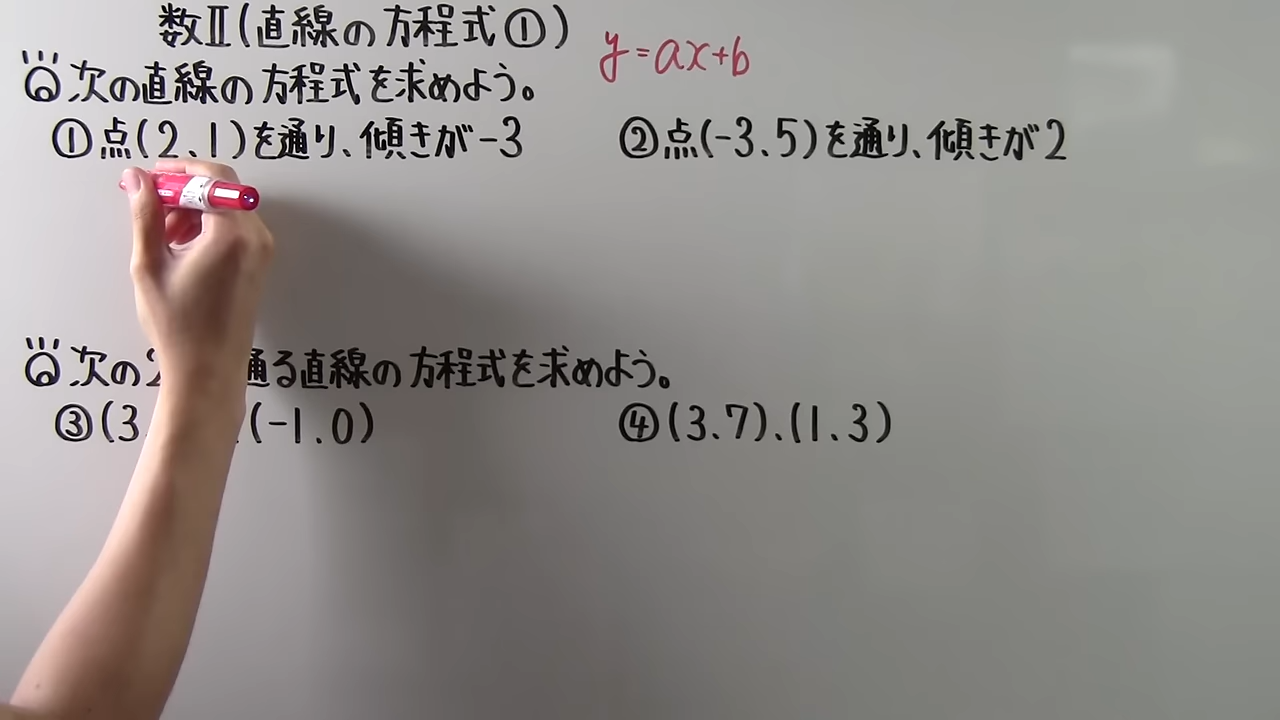 数Ⅱ(直線の方程式①)
y=ax+b
Q次の直線の方程式を求めよう。
①点(2、1)を通り、傾きが-3
②点(-3、5)を通り、傾きが2
Q次の2 通る直線の方程式を求めよう。
③(3 (-1、0)
④(3、7)、(1、3)